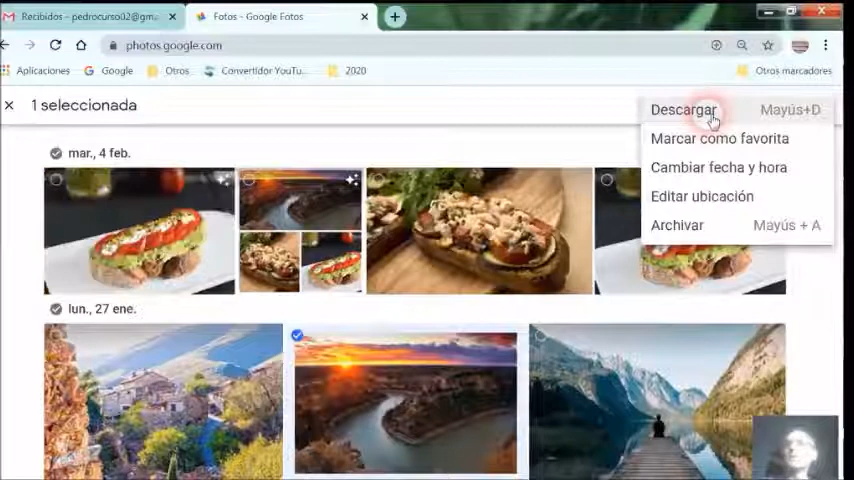 Recibidos - pedrocurso02@gm
Fotos - Google Fotos
photos.google.com
Aplicaciones
Google
Otros
Convertidor YouTu...
2020
Otros marcadores
1 seleccionada
Descargar Mayús+D
Marcar como favorita
Cambiar fecha y hora
Editar ubicación
Archivar Mayús + A
mar., 4 feb.
lun., 27 ene.